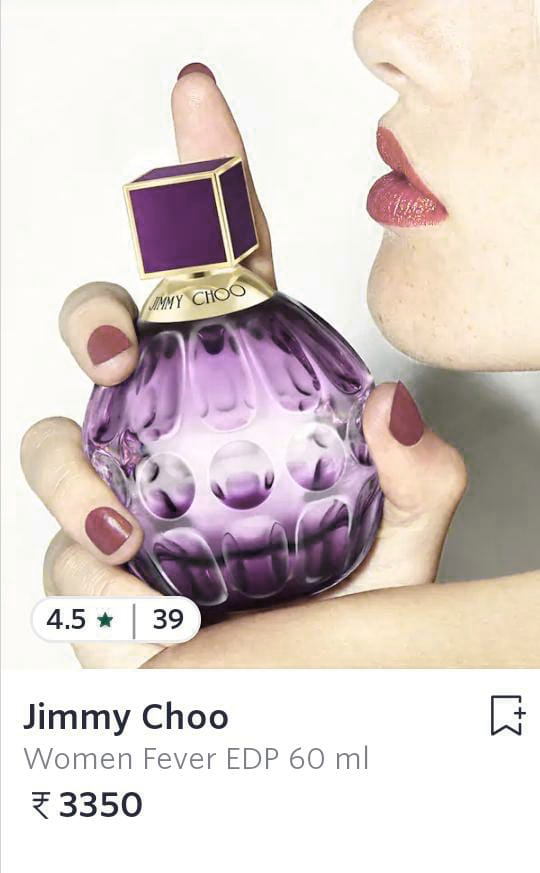 JIMMY CHOO
4.5 ★ | 39
Jimmy Choo
Women Fever EDP 60 ml
₹ 3350